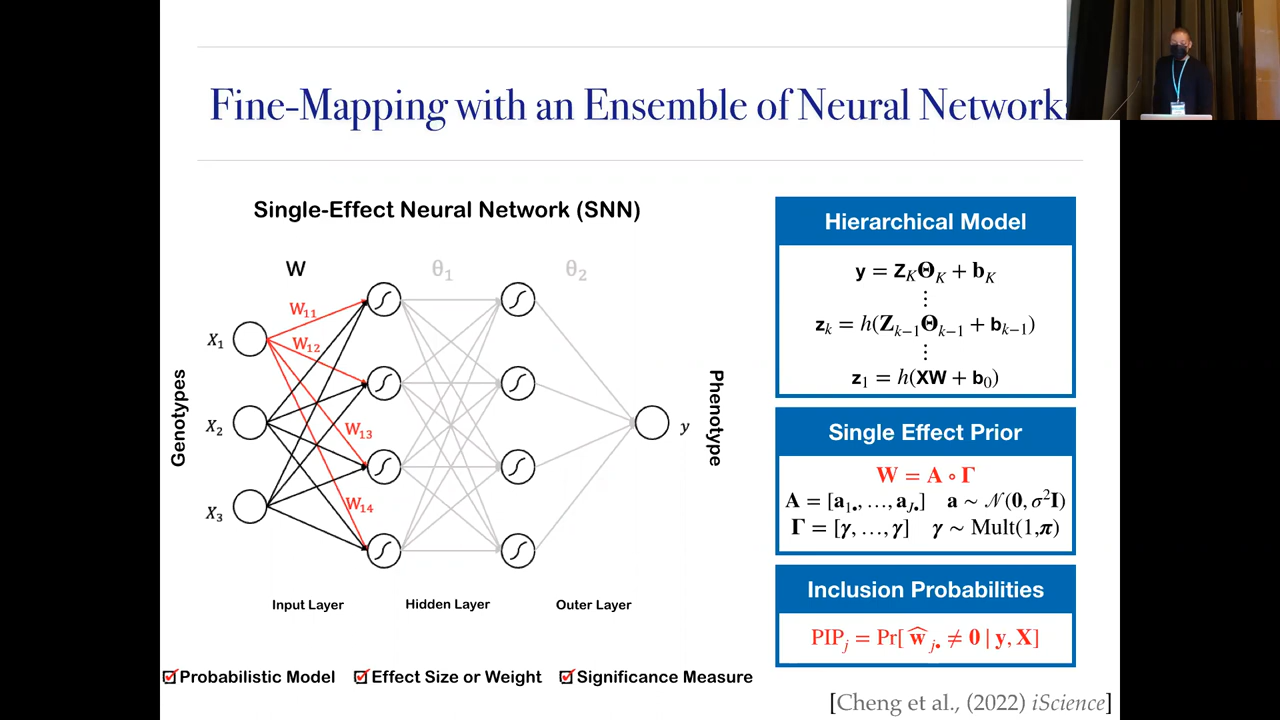 Fine-Mapping with an Ensemble of Neural Networks
Single-Effect Neural Network (SNN)
W
θ₁
θ₂
W₁₁
X₁
W₁₂
Genotypes
X₂
W₁₃
X₃
W₁₄
y
Phenotype
Input Layer
Hidden Layer
Outer Layer
Hierarchical Model
y = Z_KΘ_K + b_K
⋮
z_k = h(Z_{k−1}Θ_{k−1} + b_{k−1})
⋮
z₁ = h(XW + b₀)
Single Effect Prior
W = A ∘ Γ
A = [a₁•,…,a_J•] a ~ 𝒩(0, σ²I)
Γ = [γ,…,γ] γ ~ Mult(1,π)
Inclusion Probabilities
PIP_j = Pr[ŵ_j• ≠ 0 | y, X]
Probabilistic Model
Effect Size or Weight
Significance Measure
[Cheng et al., (2022) iScience]